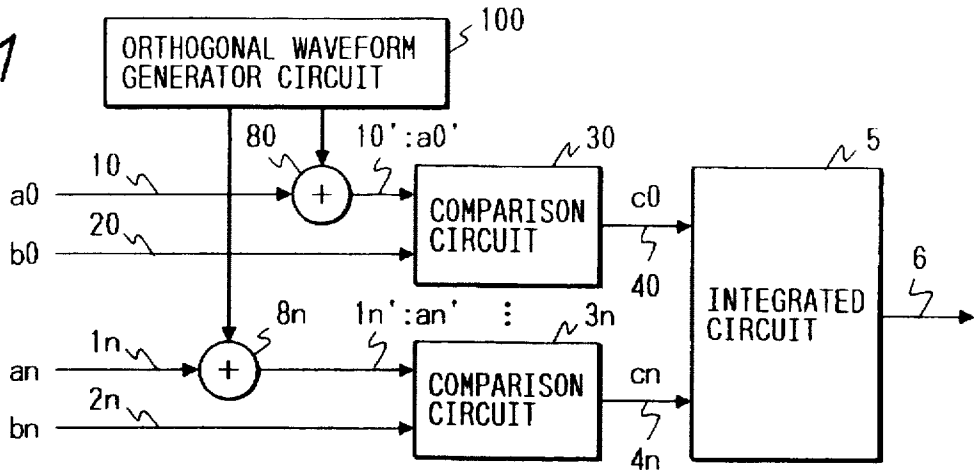 1
100
ORTHOGONAL WAVEFORM
GENERATOR CIRCUIT
80
10':a0'
30
5
10
a0
+
COMPARISON
CIRCUIT
c0
20
b0
40
6
INTEGRATED
CIRCUIT
8n
1n':an'
⋮
3n
1n
an
+
COMPARISON
CIRCUIT
cn
2n
bn
4n